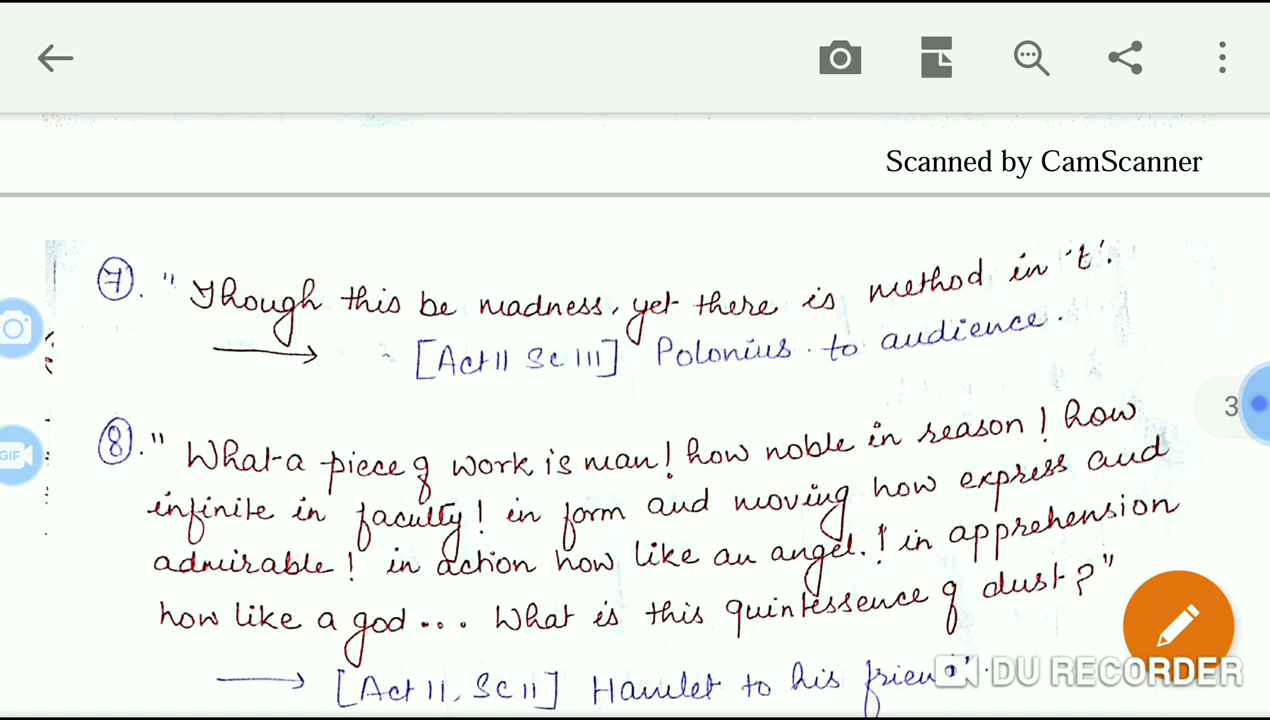 Scanned by CamScanner
7. "Though this be madness, yet there is method in 't'.
[Act II Sc III] Polonius. to audience.
3
8. "What a piece of work is man! how noble in reason! how
GIF
infinite in faculty! in form and moving how express and
admirable! in action how like an angel.! in apprehension
how like a god... What is this quintessence of dust?"
[Act II, Sc II] Hamlet to his
DU RECORDER